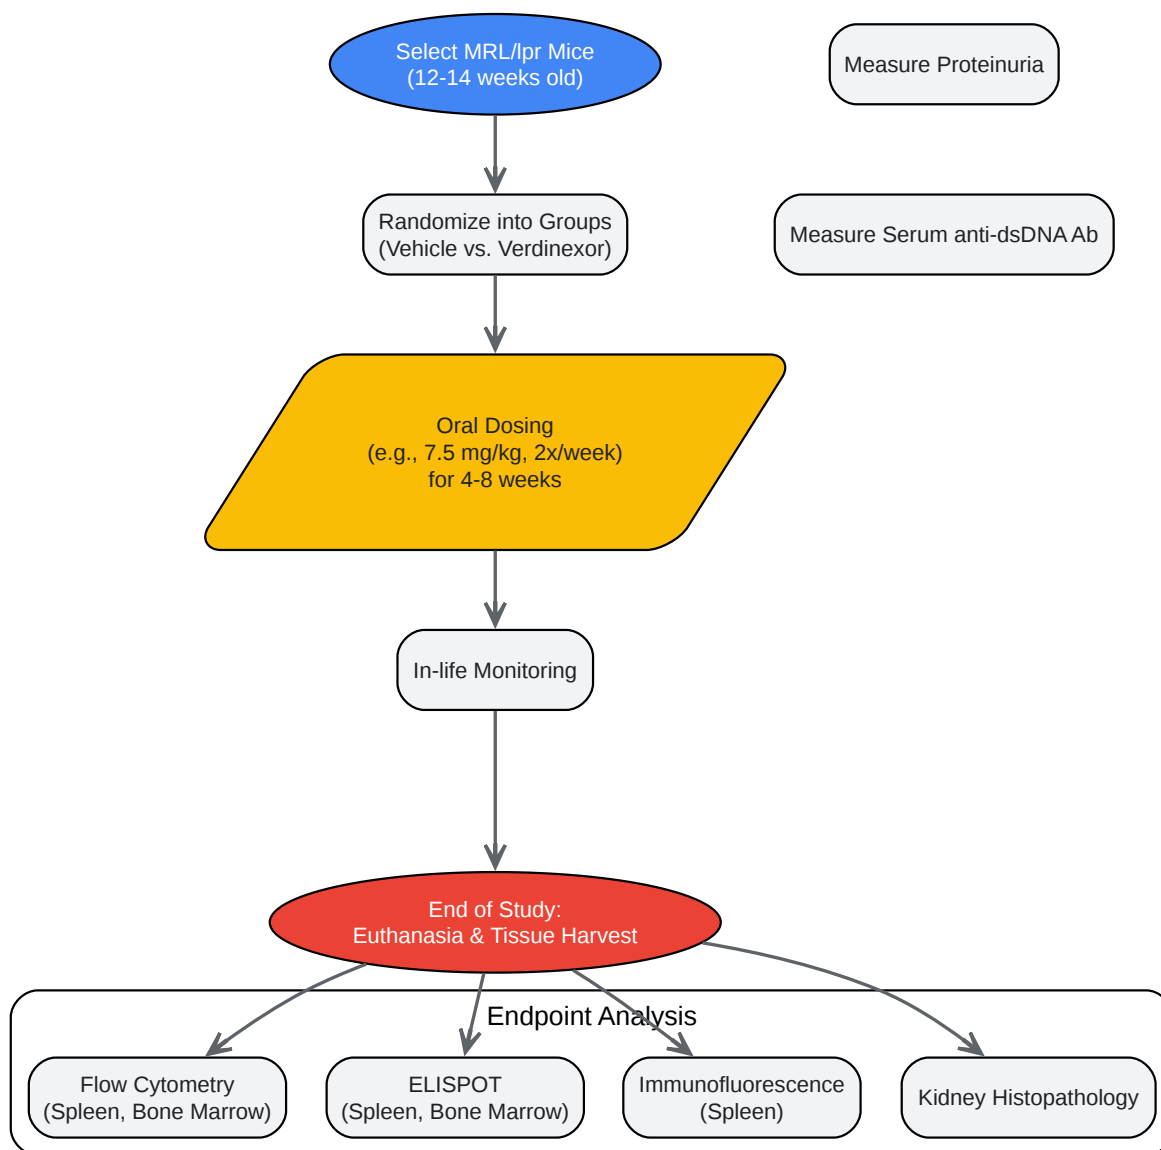 Select MRL/lpr Mice
(12-14 weeks old)
Measure Proteinuria
Randomize into Groups
(Vehicle vs. Verdinexor)
Measure Serum anti-dsDNA Ab
Oral Dosing
(e.g., 7.5 mg/kg, 2x/week)
for 4-8 weeks
In-life Monitoring
End of Study:
Euthanasia & Tissue Harvest
Endpoint Analysis
Flow Cytometry
(Spleen, Bone Marrow)
ELISPOT
(Spleen, Bone Marrow)
Immunofluorescence
(Spleen)
Kidney Histopathology